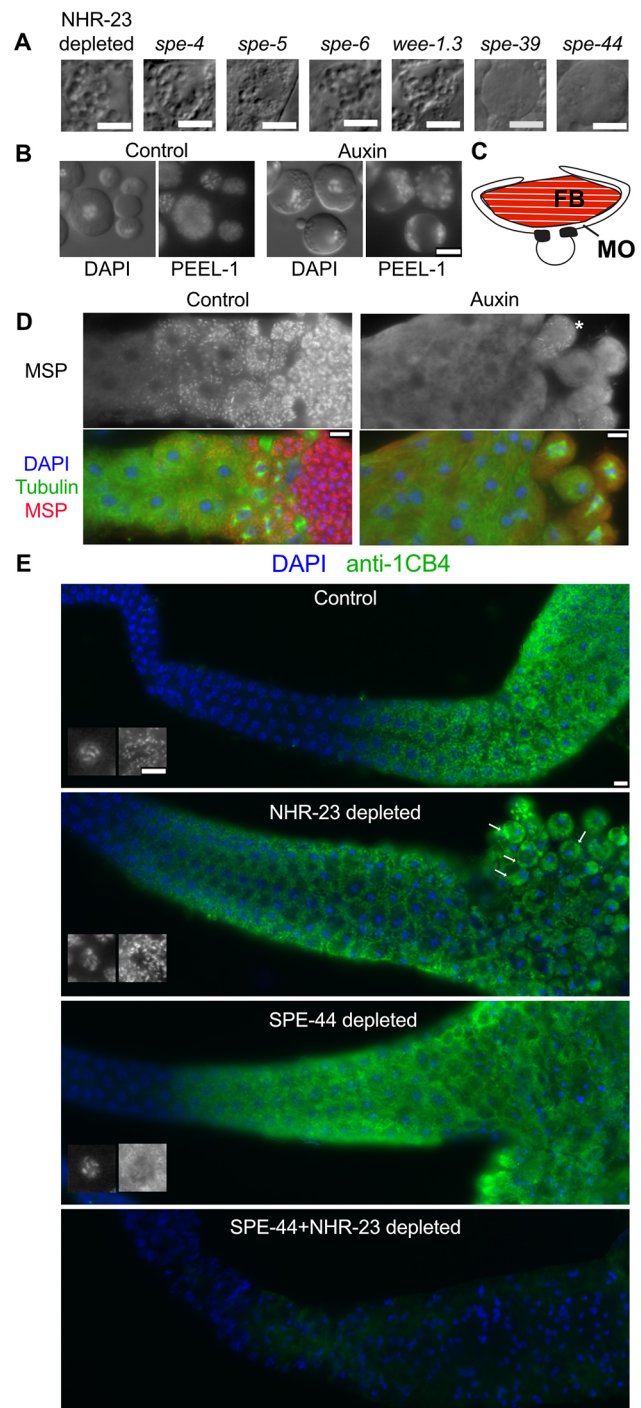 A
NHR-23
depleted
spe-4
spe-5
spe-6
wee-1.3
spe-39
spe-44
B
Control
Auxin
DAPI
PEEL-1
DAPI
PEEL-1
C
FB
MO
D
Control
Auxin
MSP
*
DAPI
Tubulin
MSP
E
DAPI anti-1CB4
Control
NHR-23 depleted
SPE-44 depleted
SPE-44+NHR-23 depleted